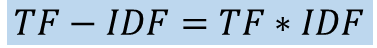 TF − IDF = TF ∗ IDF